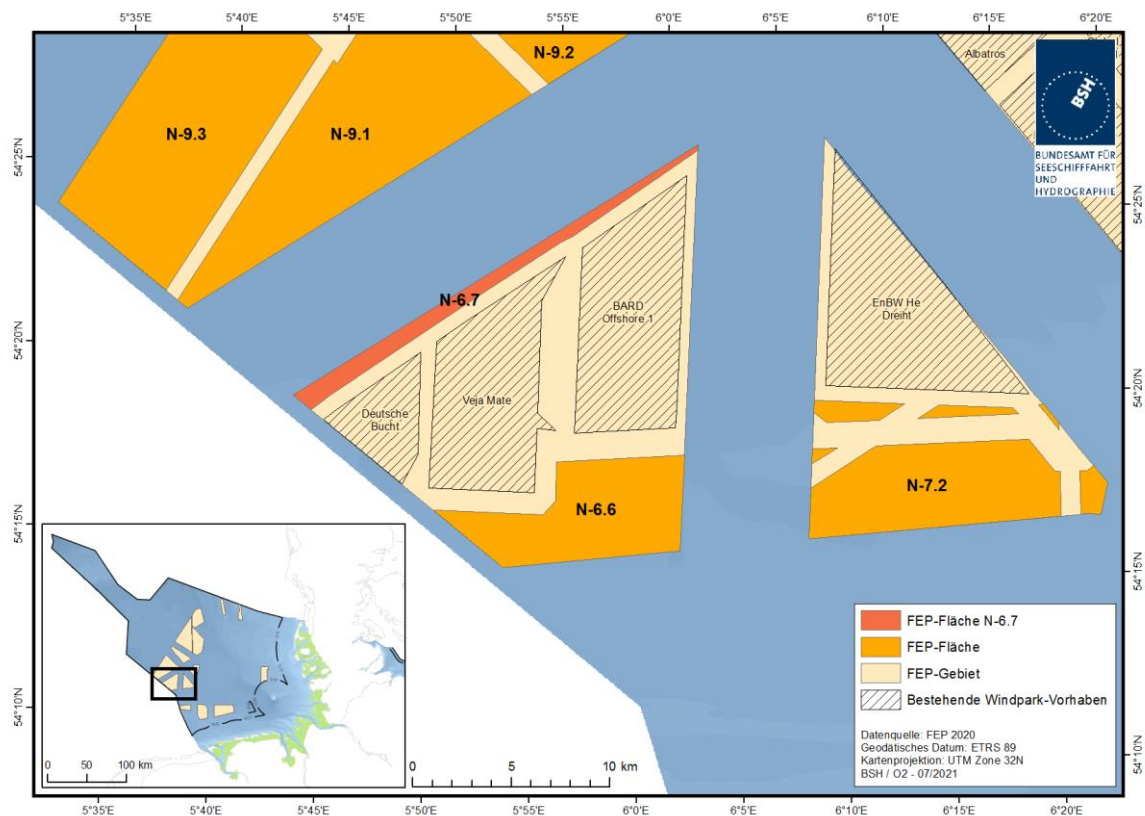 5°35'E 5°40'E 5°45'E 5°50'E 5°55'E 6°0'E 6°5'E 6°10'E 6°15'E 6°20'E
N-9.2
Albatros
BSH
N-9.3
N-9.1
BUNDESAMT FÜR
SEESCHIFFFAHRT
UND
HYDROGRAPHIE
54°25'N
54°25'N
N-6.7
BARD
Offshore 1
EnBW He
Dreiht
54°20'N
54°20'N
Veja Mate
Deutsche
Bucht
N-6.6
N-7.2
54°15'N
54°15'N
FEP-Fläche N-6.7
FEP-Fläche
FEP-Gebiet
Bestehende Windpark-Vorhaben
Datenquelle: FEP 2020
Geodätisches Datum: ETRS 89
Kartenprojektion: UTM Zone 32N
BSH / O2 - 07/2021
54°10'N
54°10'N
0 50 100 km
0 5 10 km
5°35'E 5°40'E 5°45'E 5°50'E 5°55'E 6°0'E 6°5'E 6°10'E 6°15'E 6°20'E